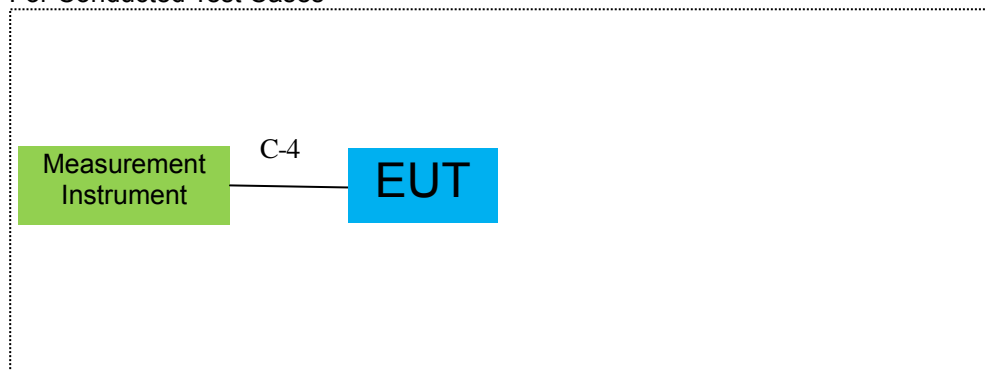 For Conducted Test Cases
C-4
Measurement
Instrument
EUT